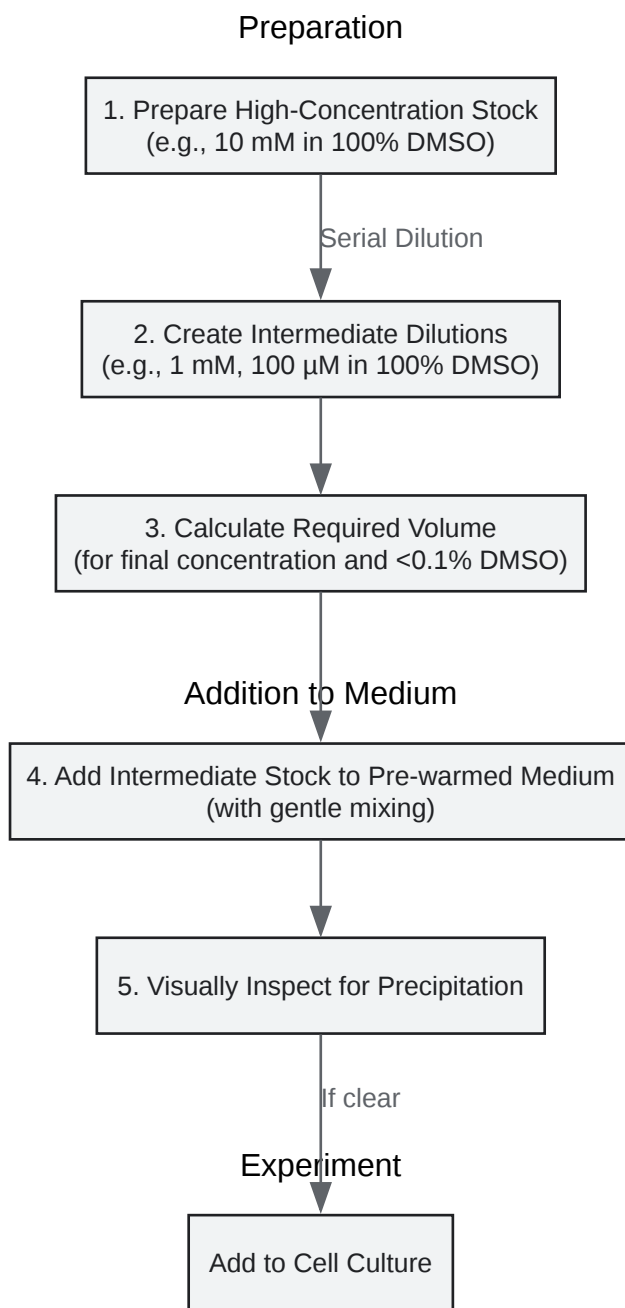 Preparation
1. Prepare High-Concentration Stock
(e.g., 10 mM in 100% DMSO)
Serial Dilution
2. Create Intermediate Dilutions
(e.g., 1 mM, 100 µM in 100% DMSO)
3. Calculate Required Volume
(for final concentration and <0.1% DMSO)
Addition to Medium
4. Add Intermediate Stock to Pre-warmed Medium
(with gentle mixing)
5. Visually Inspect for Precipitation
If clear
Experiment
Add to Cell Culture